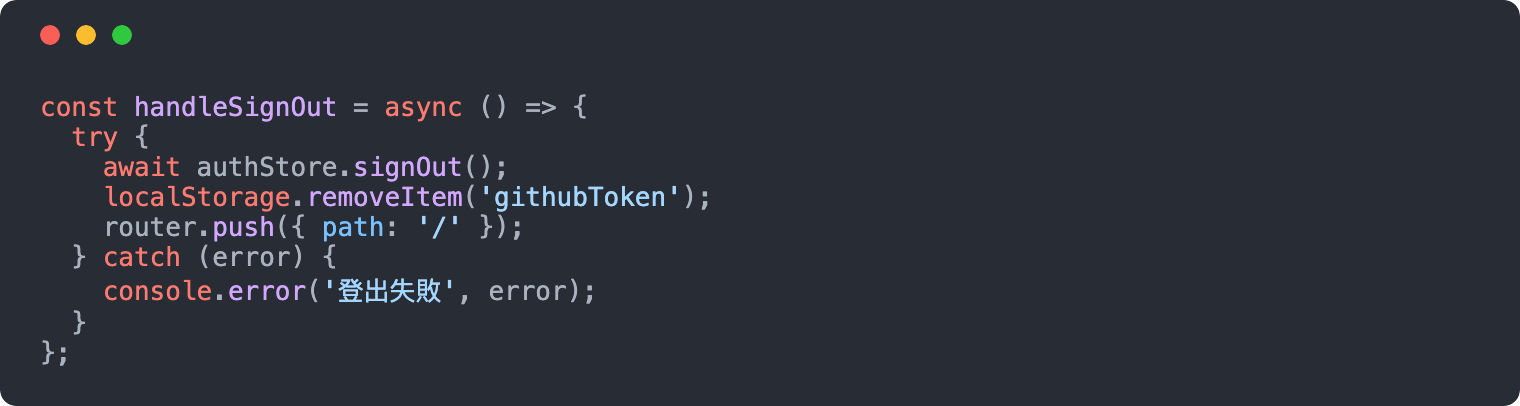 const handleSignOut = async () => {
  try {
    await authStore.signOut();
    localStorage.removeItem('githubToken');
    router.push({ path: '/' });
  } catch (error) {
    console.error('登出失敗', error);
  }
};